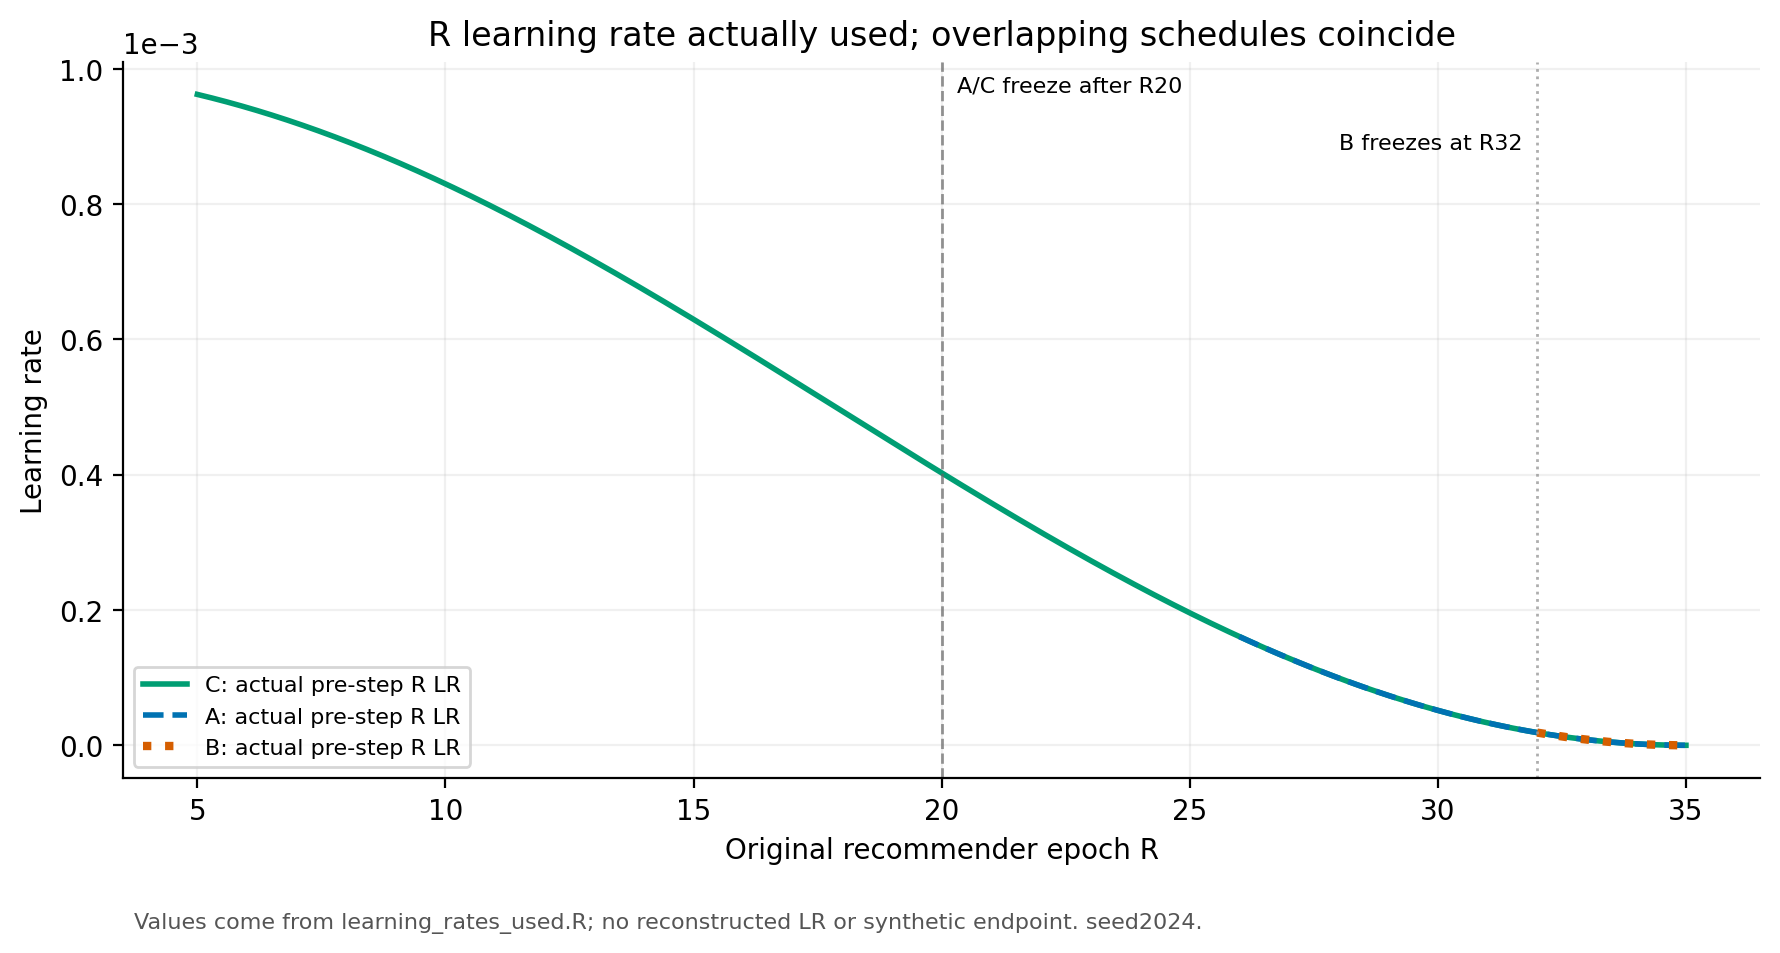 R learning rate actually used; overlapping schedules coincide
1e−3
1.0
0.8
0.6
0.4
0.2
0.0
Learning rate
A/C freeze after R20
B freezes at R32
C: actual pre-step R LR
A: actual pre-step R LR
B: actual pre-step R LR
5 10 15 20 25 30 35
Original recommender epoch R
Values come from learning_rates_used.R; no reconstructed LR or synthetic endpoint. seed2024.